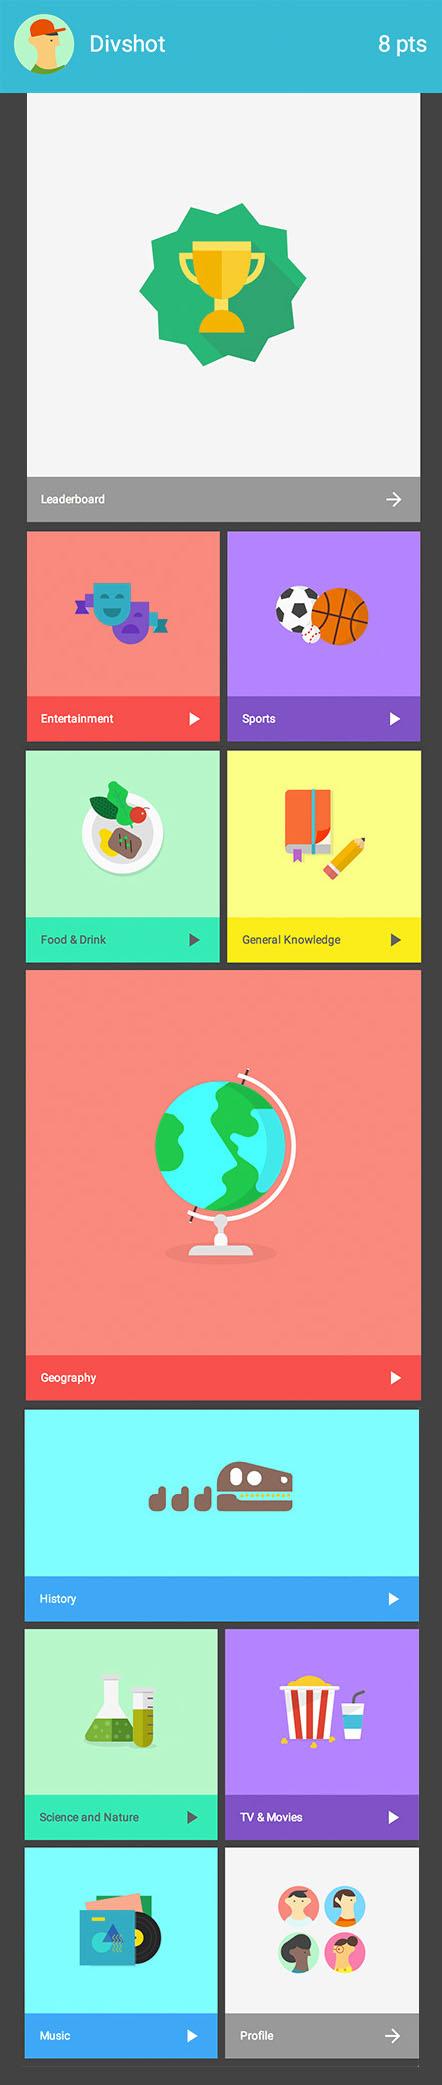 Divshot 8 pts
Leaderboard
Entertainment
Sports
Food & Drink
General Knowledge
Geography
History
Science and Nature
TV & Movies
Music
Profile